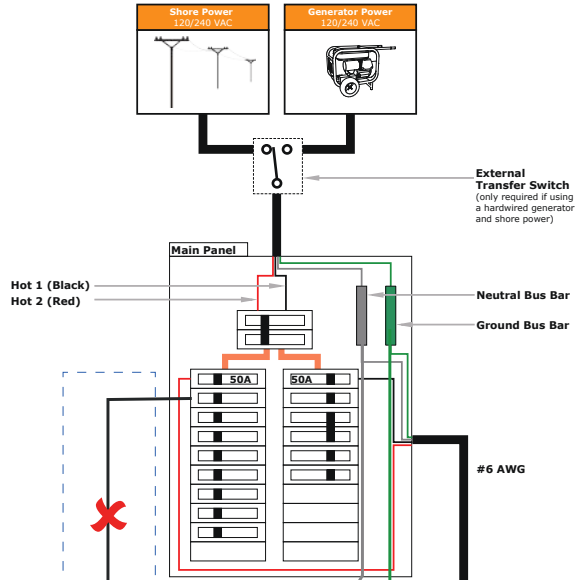 Shore Power
120/240 VAC
Generator Power
120/240 VAC
External
Transfer Switch
(only required if using
a hardwired generator
and shore power)
Main Panel
Hot 1 (Black)
Hot 2 (Red)
Neutral Bus Bar
Ground Bus Bar
50A
50A
#6 AWG